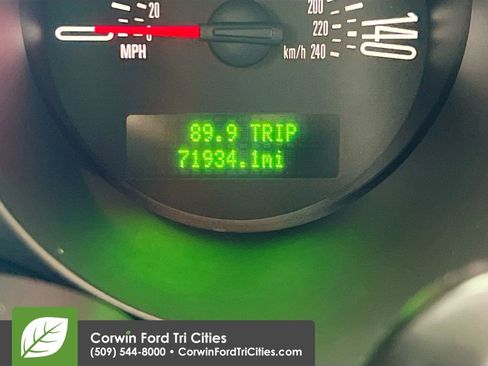 20
0
MPH
200
220
km/h 240
140
89.9 TRIP
71934.1mi
Corwin Ford Tri Cities
(509) 544-8000 • CorwinFordTriCities.com